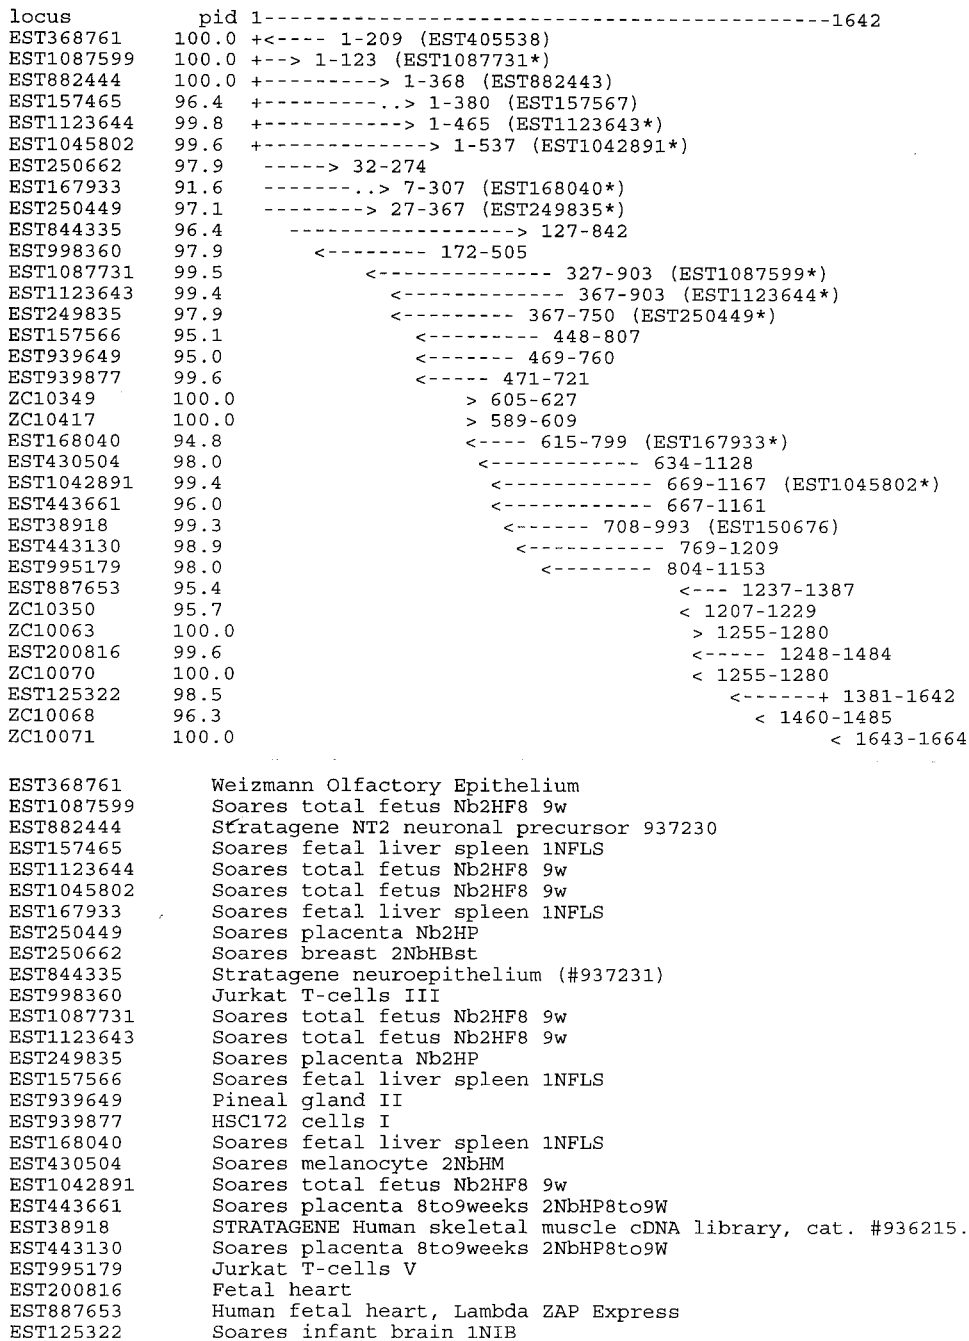 locus pid 1----------------------------------------------1642
EST368761 100.0 +<---- 1-209 (EST405538)
EST1087599 100.0 +--> 1-123 (EST1087731*)
EST882444 100.0 +---------> 1-368 (EST882443)
EST157465 96.4 +---------..> 1-380 (EST157567)
EST1123644 99.8 +-----------> 1-465 (EST1123643*)
EST1045802 99.6 +-------------> 1-537 (EST1042891*)
EST250662 97.9 -----> 32-274
EST167933 91.6 -------..> 7-307 (EST168040*)
EST250449 97.1 --------> 27-367 (EST249835*)
EST844335 96.4 ------------------> 127-842
EST998360 97.9 <-------- 172-505
EST1087731 99.5 <-------------- 327-903 (EST1087599*)
EST1123643 99.4 <------------- 367-903 (EST1123644*)
EST249835 97.9 <--------- 367-750 (EST250449*)
EST157566 95.1 <--------- 448-807
EST939649 95.0 <------- 469-760
EST939877 99.6 <----- 471-721
ZC10349 100.0 > 605-627
ZC10417 100.0 > 589-609
EST168040 94.8 <---- 615-799 (EST167933*)
EST430504 98.0 <------------ 634-1128
EST1042891 99.4 <------------ 669-1167 (EST1045802*)
EST443661 96.0 <------------ 667-1161
EST38918 99.3 <------ 708-993 (EST150676)
EST443130 98.9 <----------- 769-1209
EST995179 98.0 <-------- 804-1153
EST887653 95.4 <--- 1237-1387
ZC10350 95.7 < 1207-1229
ZC10063 100.0 > 1255-1280
EST200816 99.6 <----- 1248-1484
ZC10070 100.0 < 1255-1280
EST125322 98.5 <------+ 1381-1642
ZC10068 96.3 < 1460-1485
ZC10071 100.0 < 1643-1664
EST368761 Weizmann Olfactory Epithelium
EST1087599 Soares total fetus Nb2HF8 9w
EST882444 Stratagene NT2 neuronal precursor 937230
EST157465 Soares fetal liver spleen 1NFLS
EST1123644 Soares total fetus Nb2HF8 9w
EST1045802 Soares total fetus Nb2HF8 9w
EST167933 Soares fetal liver spleen 1NFLS
EST250449 Soares placenta Nb2HP
EST250662 Soares breast 2NbHBst
EST844335 Stratagene neuroepithelium (#937231)
EST998360 Jurkat T-cells III
EST1087731 Soares total fetus Nb2HF8 9w
EST1123643 Soares total fetus Nb2HF8 9w
EST249835 Soares placenta Nb2HP
EST157566 Soares fetal liver spleen 1NFLS
EST939649 Pineal gland II
EST939877 HSC172 cells I
EST168040 Soares fetal liver spleen 1NFLS
EST430504 Soares melanocyte 2NbHM
EST1042891 Soares total fetus Nb2HF8 9w
EST443661 Soares placenta 8to9weeks 2NbHP8to9W
EST38918 STRATAGENE Human skeletal muscle cDNA library, cat. #936215.
EST443130 Soares placenta 8to9weeks 2NbHP8to9W
EST995179 Jurkat T-cells V
EST200816 Fetal heart
EST887653 Human fetal heart, Lambda ZAP Express
EST125322 Soares infant brain 1NIB